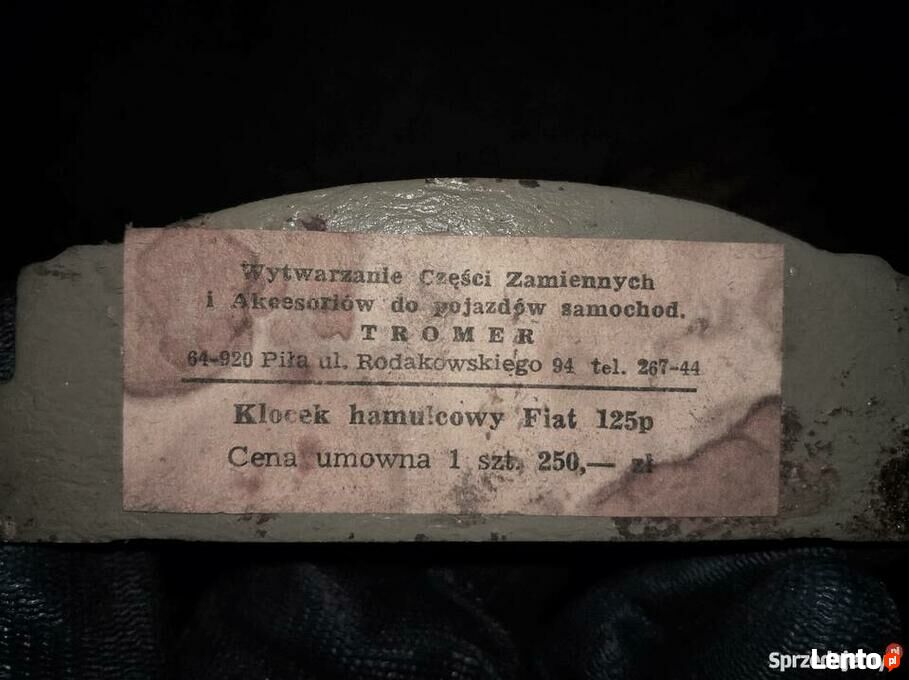 Wytwarzanie Części Zamiennych
i Akcesoriów do pojazdów samochod.
TROMER
64-920 Piła ul. Rodakowskiego 94 tel. 267-44
Klocek hamulcowy Fiat 125p
Cena umowna 1 szt. 250,— zł
Lento.pl